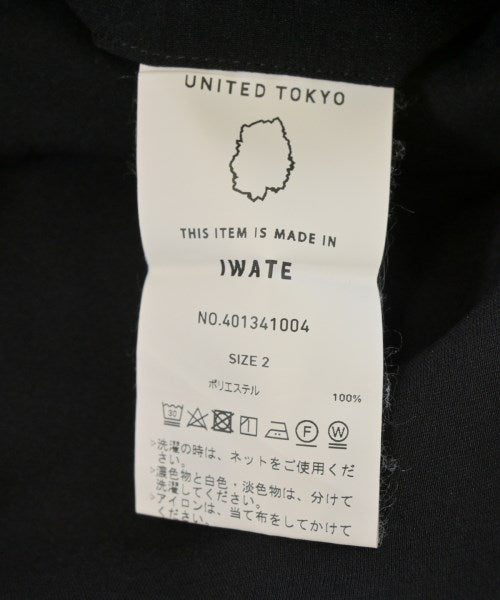 UNITED TOKYO
THIS ITEM IS MADE IN
IWATE
NO.401341004
SIZE 2
ポリエステル 100%
30 F W
>洗濯の時は、ネットをご使用くだ
さい。
>濃色物と白色・淡色物は、分けて
洗濯してください。
>アイロンは、当て布をしてかけて
ください。